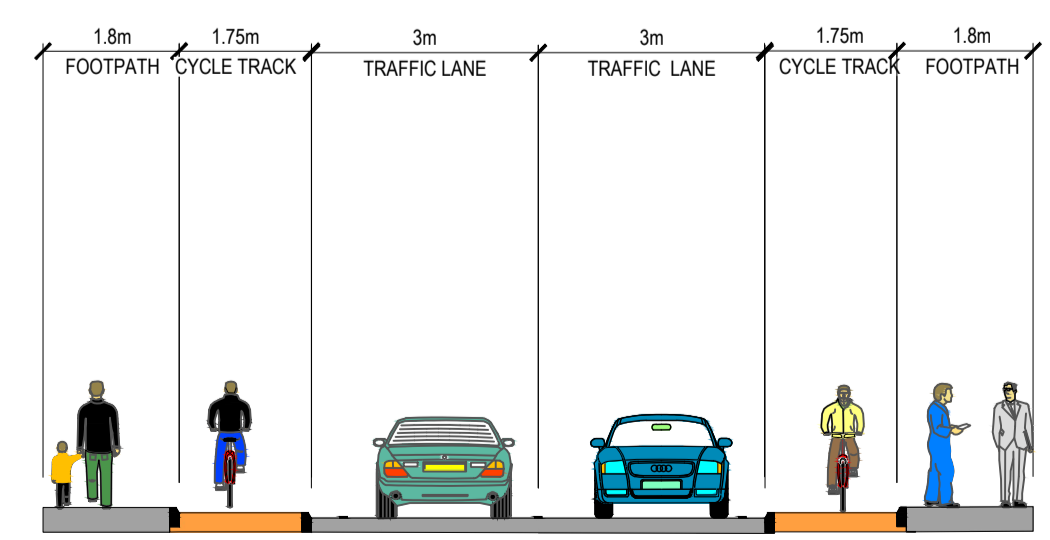 1.8m 1.75m 3m 3m 1.75m 1.8m
FOOTPATH CYCLE TRACK TRAFFIC LANE TRAFFIC LANE CYCLE TRACK FOOTPATH